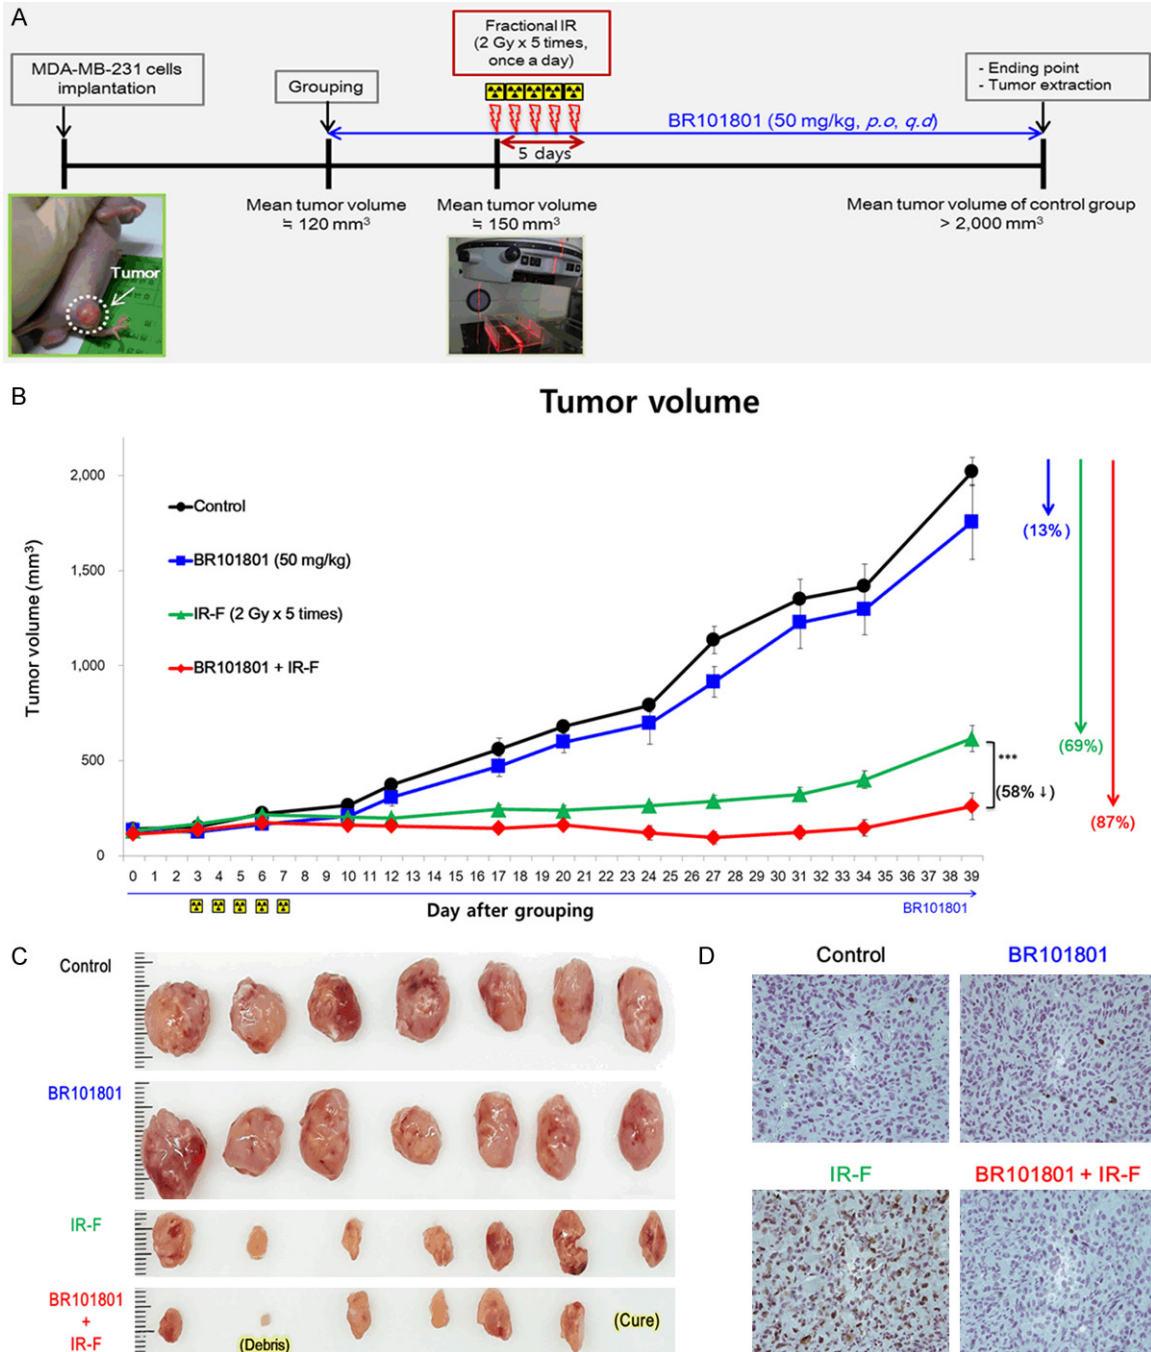 A
MDA-MB-231 cells
implantation
Grouping
Fractional IR
(2 Gy x 5 times,
once a day)
- Ending point
- Tumor extraction
BR101801 (50 mg/kg, p.o, q.d)
5 days
Mean tumor volume
≒ 120 mm³
Mean tumor volume
≒ 150 mm³
Mean tumor volume of control group
> 2,000 mm³
Tumor
B
Tumor volume
Tumor volume (mm³)
2,000
1,500
1,000
500
0
Control
BR101801 (50 mg/kg)
IR-F (2 Gy x 5 times)
BR101801 + IR-F
(13%)
(69%)
(87%)
***
(58% ↓)
0 1 2 3 4 5 6 7 9 10 12 13 14 15 16 17 19 20 21 22 23 24 26 27 28 29 30 31 32 33 34 35 37 38 39
Day after grouping
BR101801
C
Control
BR101801
IR-F
BR101801
+
IR-F
(Debris)
(Cure)
D
Control
BR101801
IR-F
BR101801 + IR-F